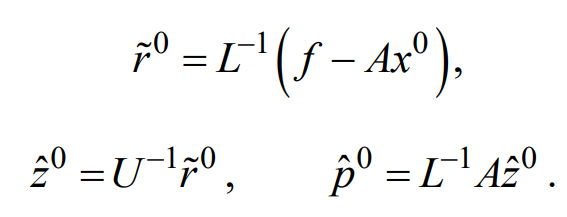 r̃⁰ = L⁻¹(f − Ax⁰),
ẑ⁰ = U⁻¹r̃⁰, p̂⁰ = L⁻¹Aẑ⁰.